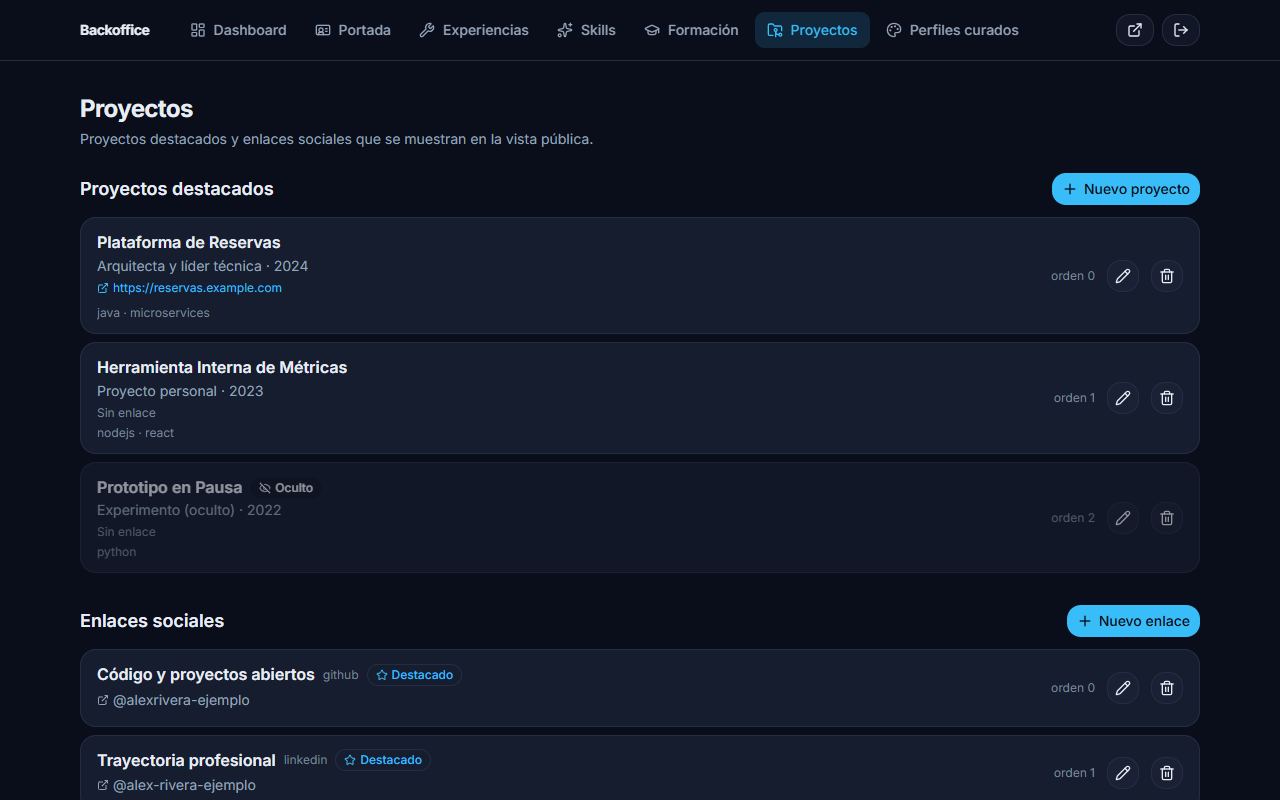 Backoffice Dashboard Portada Experiencias Skills Formación Proyectos Perfiles curados
Proyectos
Proyectos destacados y enlaces sociales que se muestran en la vista pública.
Proyectos destacados
Nuevo proyecto
Plataforma de Reservas
Arquitecta y líder técnica · 2024
https://reservas.example.com
java · microservices
orden 0
Herramienta Interna de Métricas
Proyecto personal · 2023
Sin enlace
nodejs · react
orden 1
Prototipo en Pausa Oculto
Experimento (oculto) · 2022
Sin enlace
python
orden 2
Enlaces sociales
Nuevo enlace
Código y proyectos abiertos github Destacado
@alexrivera-ejemplo
orden 0
Trayectoria profesional linkedin Destacado
@alex-rivera-ejemplo
orden 1